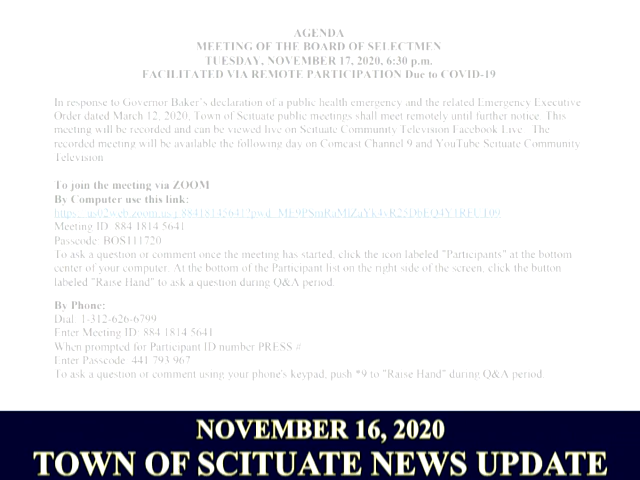 AGENDA
MEETING OF THE BOARD OF SELECTMEN
TUESDAY, NOVEMBER 17, 2020, 6:30 p.m.
FACILITATED VIA REMOTE PARTICIPATION Due to COVID-19
In response to Governor Baker's declaration of a public health emergency and the related Emergency Executive
Order dated March 12, 2020, Town of Scituate public meetings shall meet remotely until further notice. This
meeting will be recorded and can be viewed live on Scituate Community Television Facebook Live. The
recorded meeting will be available the following day on Comcast Channel 9 and YouTube Scituate Community
Television
To join the meeting via ZOOM
By Computer use this link:
Meeting ID: 884 1814 5641
Passcode: BOS111720
To ask a question or comment once the meeting has started, click the icon labeled "Participants" at the bottom,
center of your computer. At the bottom of the Participant list on the right side of the screen, click the button
labeled "Raise Hand" to ask a question during Q&A period.
By Phone:
Dial: 1-312-626-6799
Enter Meeting ID: 884 1814 5641
When prompted for Participant ID number PRESS #
Enter Passcode: 441 793 967
To ask a question or comment using your phone's keypad, push *9 to "Raise Hand" during Q&A period.
NOVEMBER 16, 2020
TOWN OF SCITUATE NEWS UPDATE